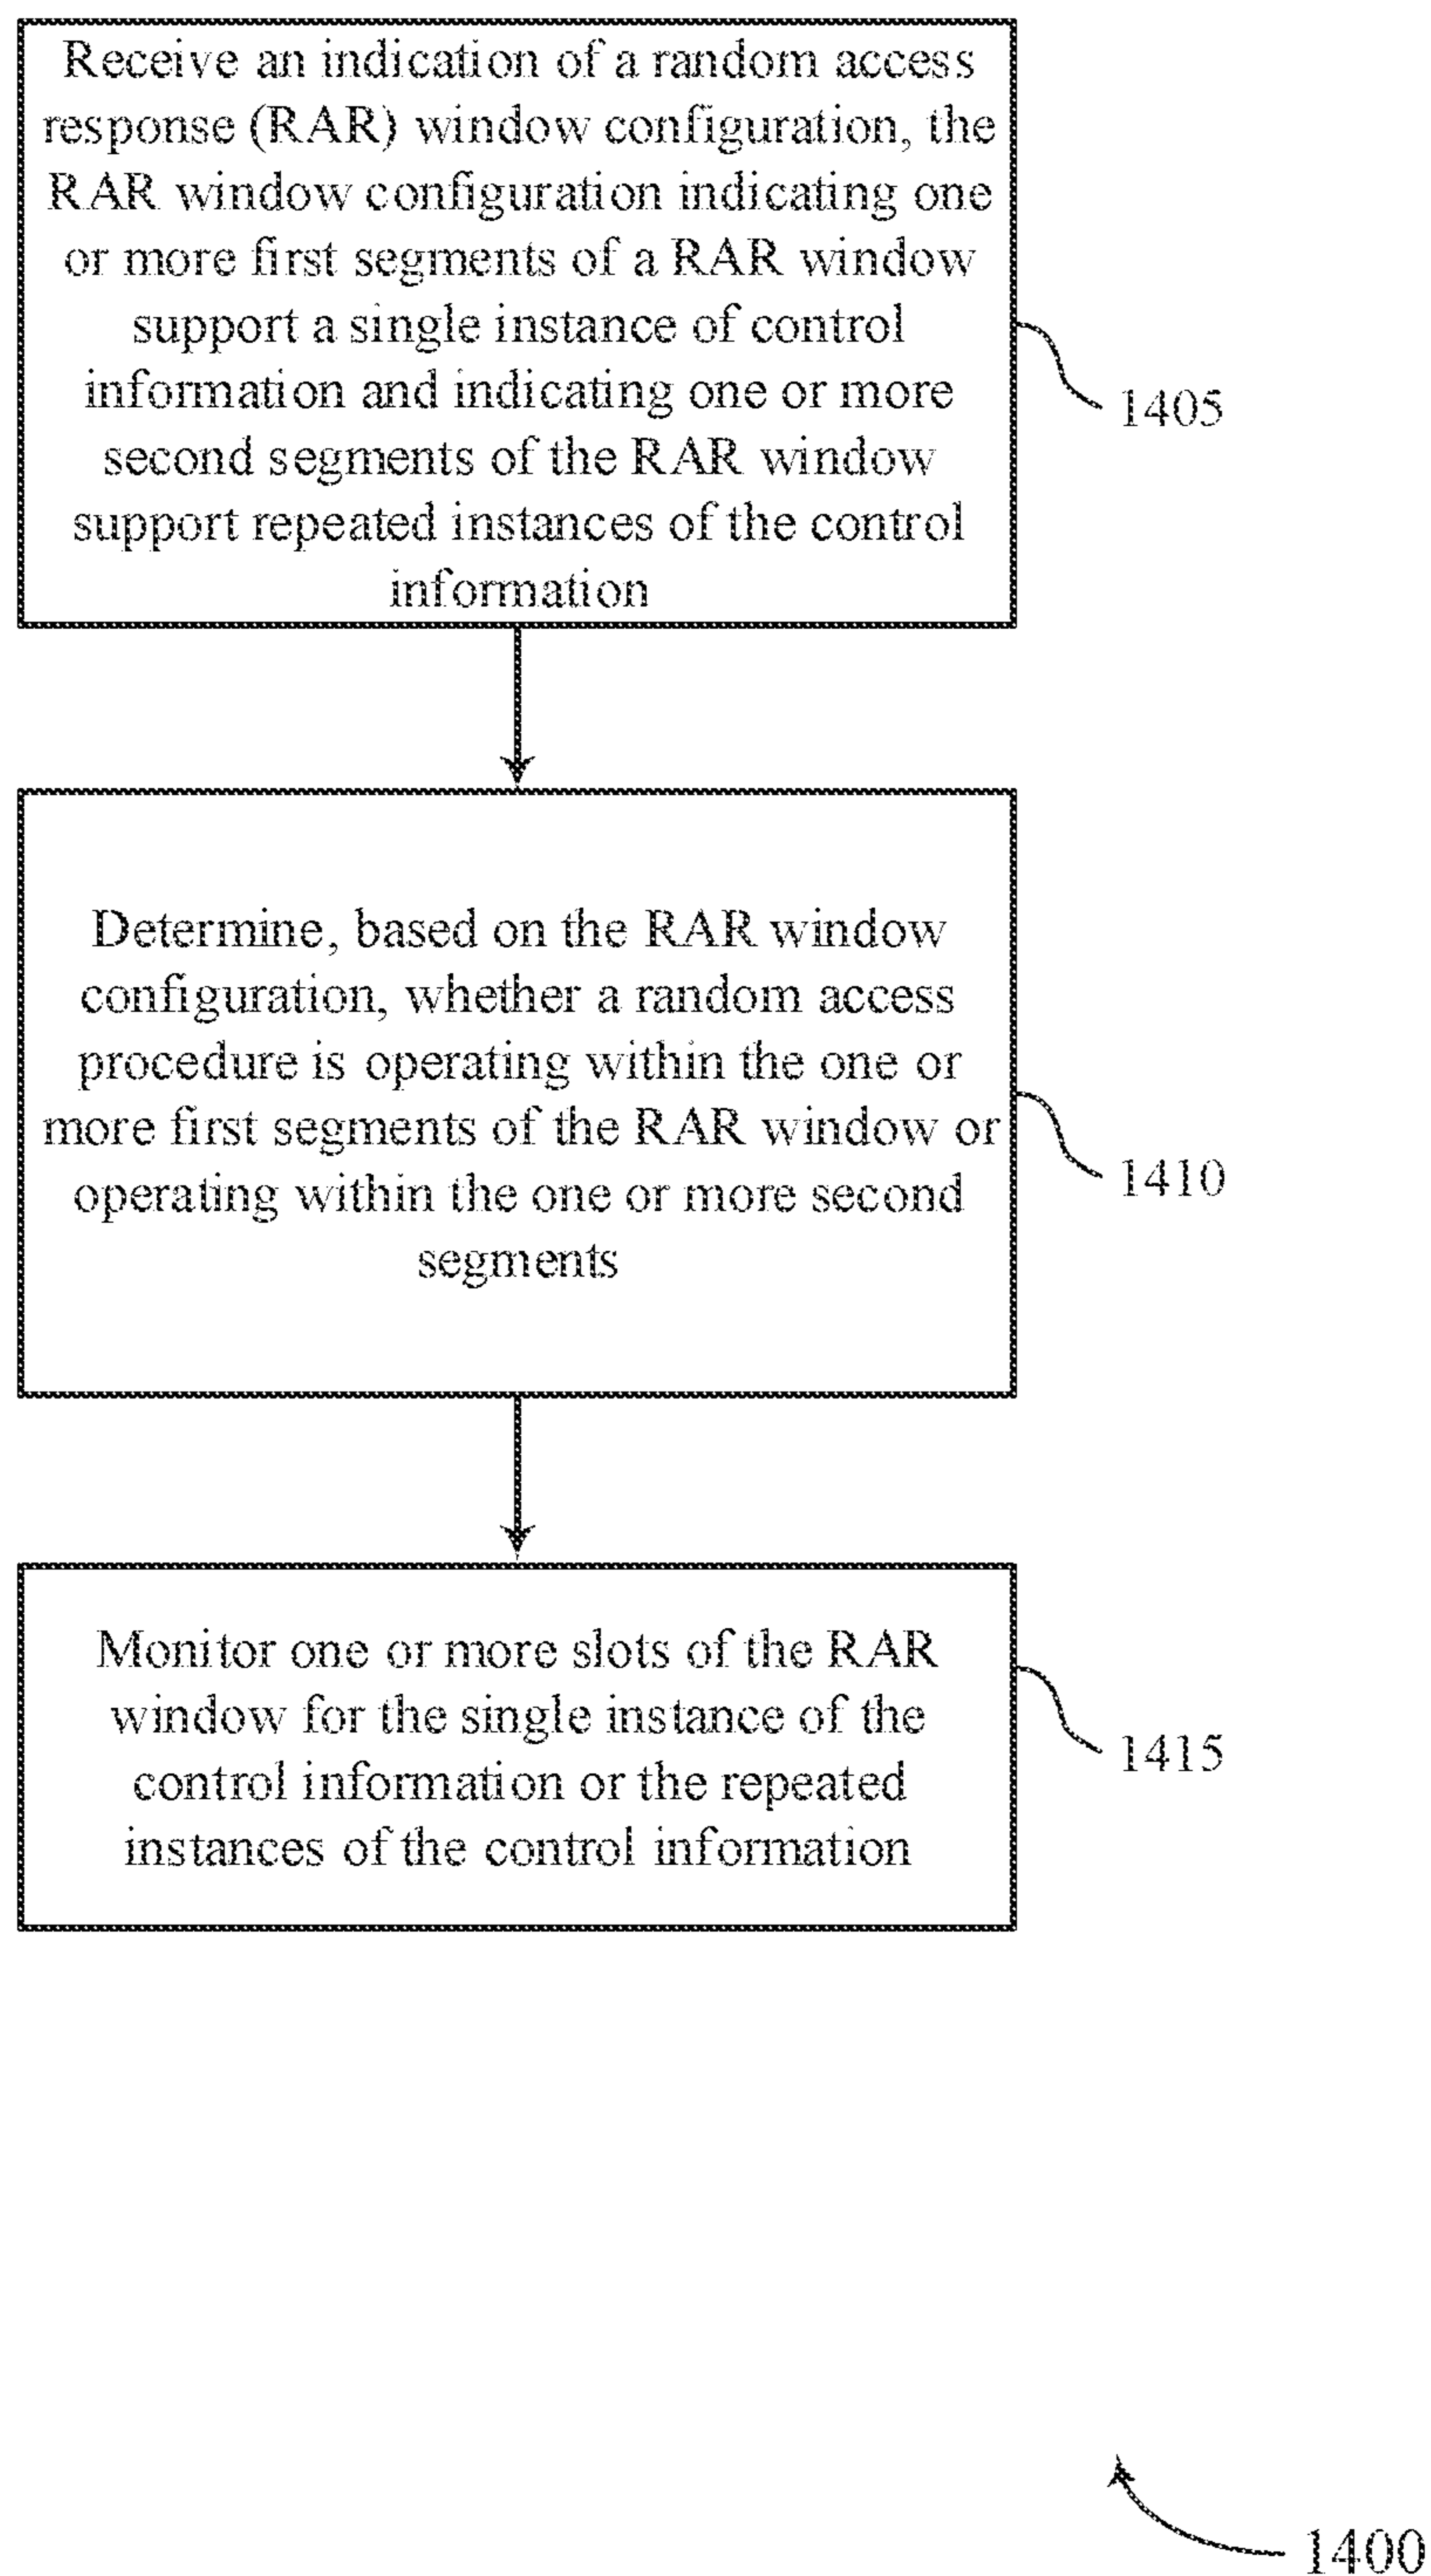 Receive an indication of a random access
response (RAR) window configuration, the
RAR window configuration indicating one
or more first segments of a RAR window
support a single instance of control
information and indicating one or more
second segments of the RAR window
support repeated instances of the control
information
1405
Determine, based on the RAR window
configuration, whether a random access
procedure is operating within the one or
more first segments of the RAR window or
operating within the one or more second
segments
1410
Monitor one or more slots of the RAR
window for the single instance of the
control information or the repeated
instances of the control information
1415
1400